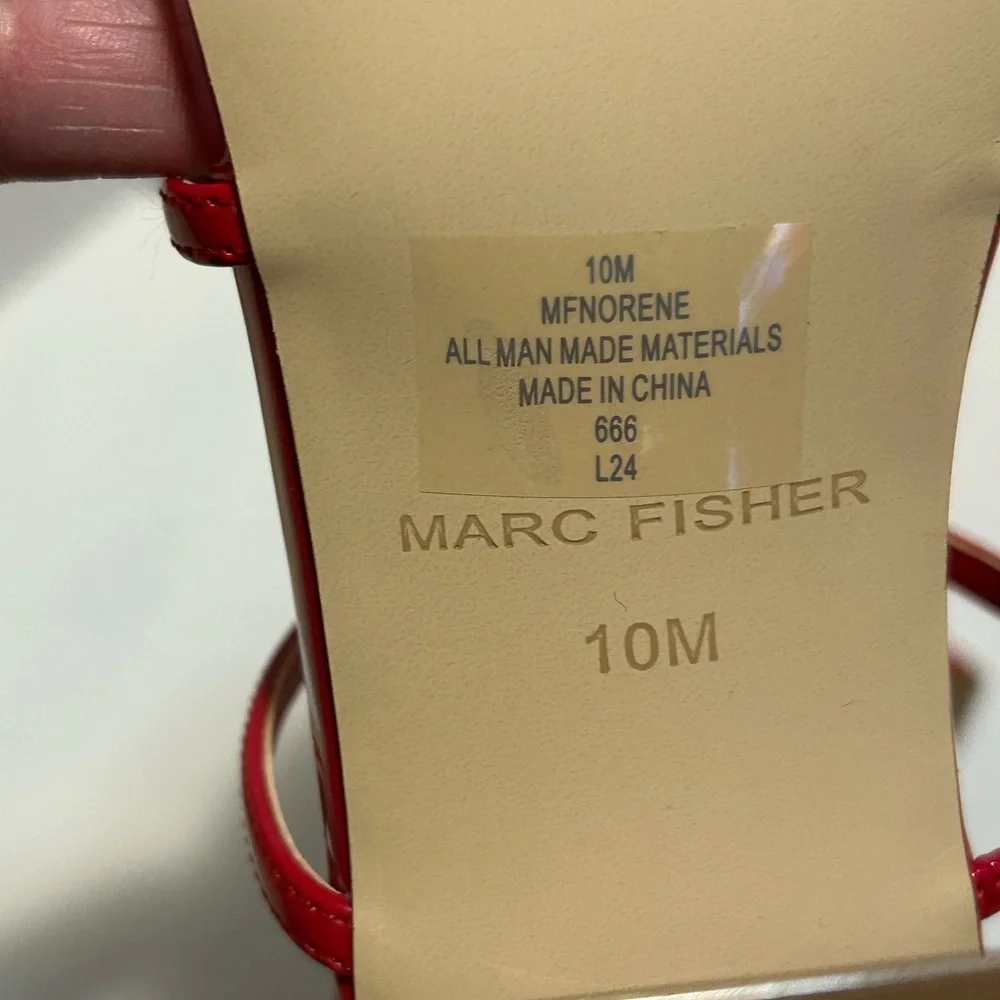 10M
MFNORENE
ALL MAN MADE MATERIALS
MADE IN CHINA
666
L24
MARC FISHER
10M